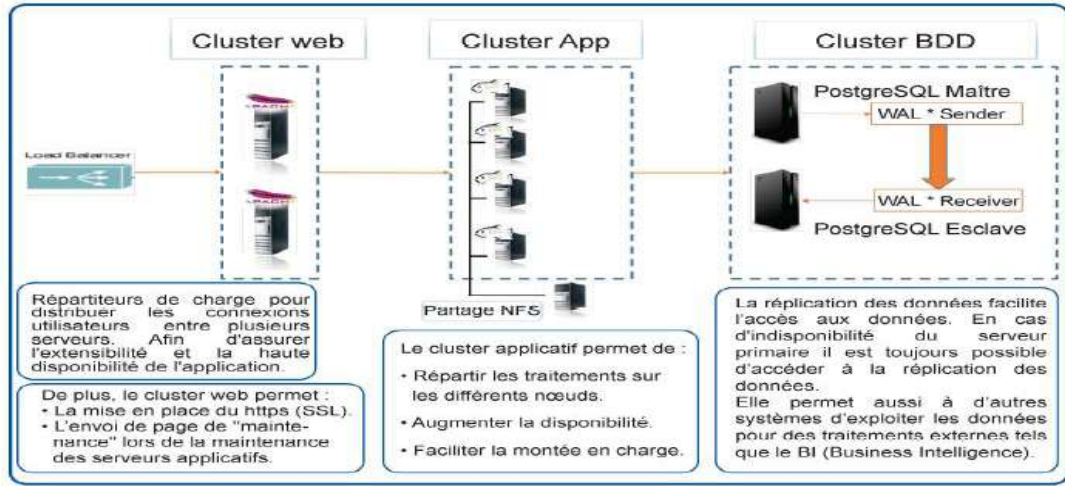 Cluster web
Cluster App
Cluster BDD
Load Balancer
PostgreSQL Maître
WAL * Sender
WAL * Receiver
PostgreSQL Esclave
Partage NFS
Répartiteurs de charge pour
distribuer les connexions
utilisateurs entre plusieurs
serveurs. Afin d'assurer
l'extensibilité et la haute
disponibilité de l'application.
De plus, le cluster web permet :
• La mise en place du https (SSL).
• L'envoi de page de "mainte-
nance" lors de la maintenance
des serveurs applicatifs.
Le cluster applicatif permet de :
• Répartir les traitements sur
les différents nœuds.
• Augmenter la disponibilité.
• Faciliter la montée en charge.
La réplication des données facilite
l'accès aux données. En cas
d'indisponibilité du serveur
primaire il est toujours possible
d'accéder à la réplication des
données.
Elle permet aussi à d'autres
systèmes d'exploiter les données
pour des traitements externes tels
que le BI (Business Intelligence).